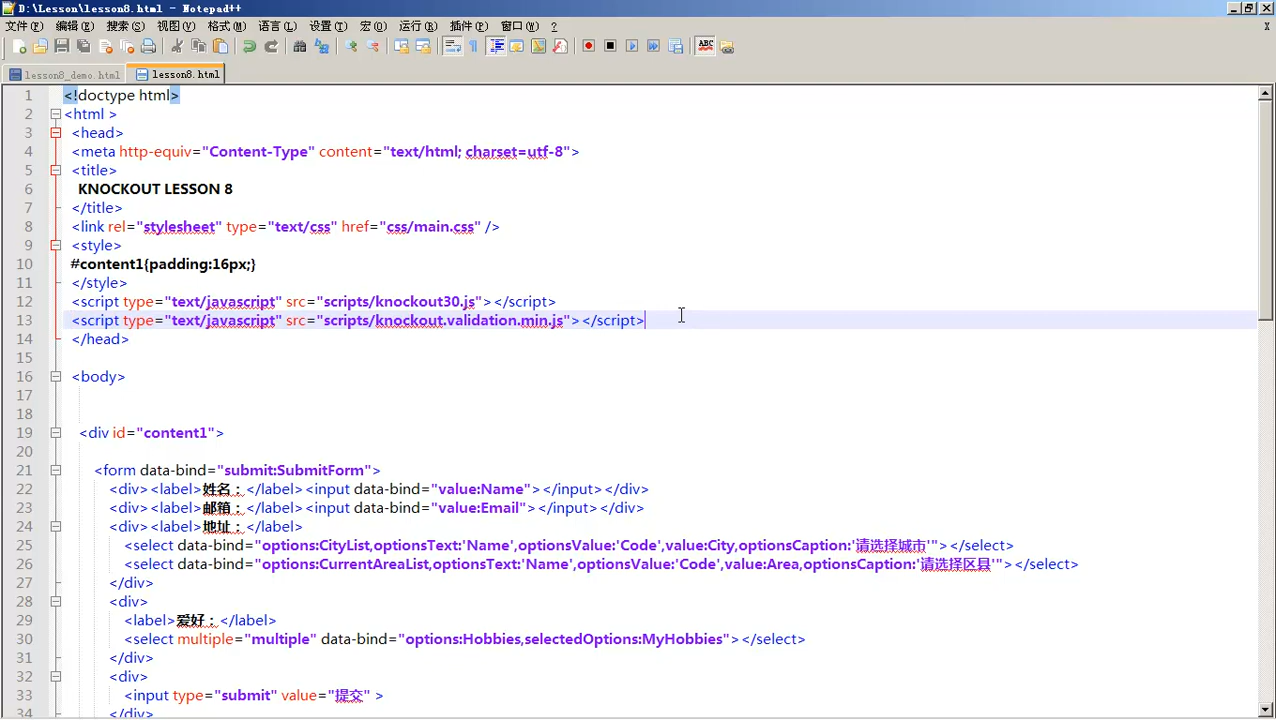 D:\Lesson\lesson8.html - Notepad++
文件(F) 编辑(E) 搜索(S) 视图(V) 格式(M) 语言(L) 设置(T) 宏(O) 运行(R) 插件(P) 窗口(W) ? X
lesson8_demo.html lesson8.html
1 <!doctype html>
2 <html >
3 <head>
4 <meta http-equiv="Content-Type" content="text/html; charset=utf-8">
5 <title>
6 KNOCKOUT LESSON 8
7 </title>
8 <link rel="stylesheet" type="text/css" href="css/main.css" />
9 <style>
10 #content1{padding:16px;}
11 </style>
12 <script type="text/javascript" src="scripts/knockout30.js"></script>
13 <script type="text/javascript" src="scripts/knockout.validation.min.js"></script>
14 </head>
15
16 <body>
17
18
19 <div id="content1">
20
21 <form data-bind="submit:SubmitForm">
22 <div><label>姓名：</label><input data-bind="value:Name"></input></div>
23 <div><label>邮箱：</label><input data-bind="value:Email"></input></div>
24 <div><label>地址：</label>
25 <select data-bind="options:CityList,optionsText:'Name',optionsValue:'Code',value:City,optionsCaption:'请选择城市'"></select>
26 <select data-bind="options:CurrentAreaList,optionsText:'Name',optionsValue:'Code',value:Area,optionsCaption:'请选择区县'"></select>
27 </div>
28 <div>
29 <label>爱好：</label>
30 <select multiple="multiple" data-bind="options:Hobbies,selectedOptions:MyHobbies"></select>
31 </div>
32 <div>
33 <input type="submit" value="提交" >
34 </div>